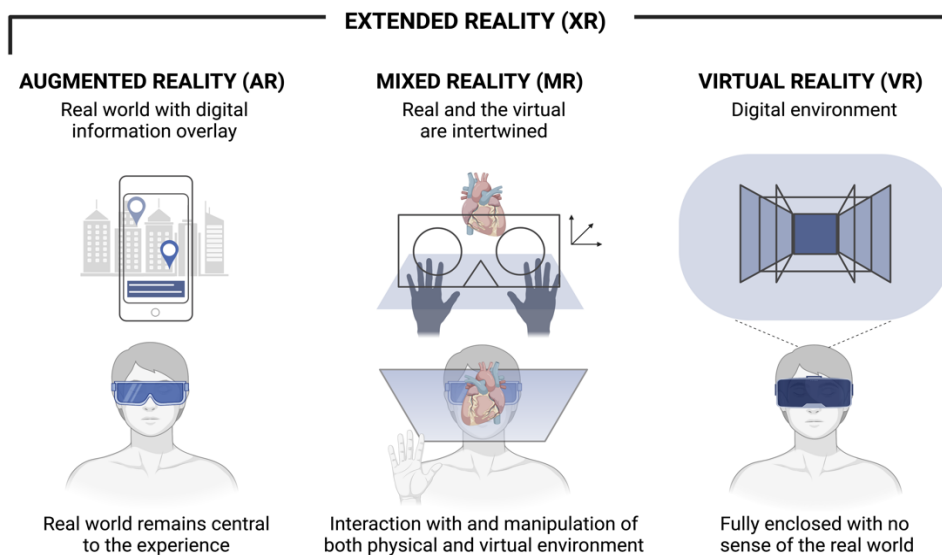 EXTENDED REALITY (XR)
AUGMENTED REALITY (AR)
Real world with digital
information overlay
Real world remains central
to the experience
MIXED REALITY (MR)
Real and the virtual
are intertwined
Interaction with and manipulation of
both physical and virtual environment
VIRTUAL REALITY (VR)
Digital environment
Fully enclosed with no
sense of the real world